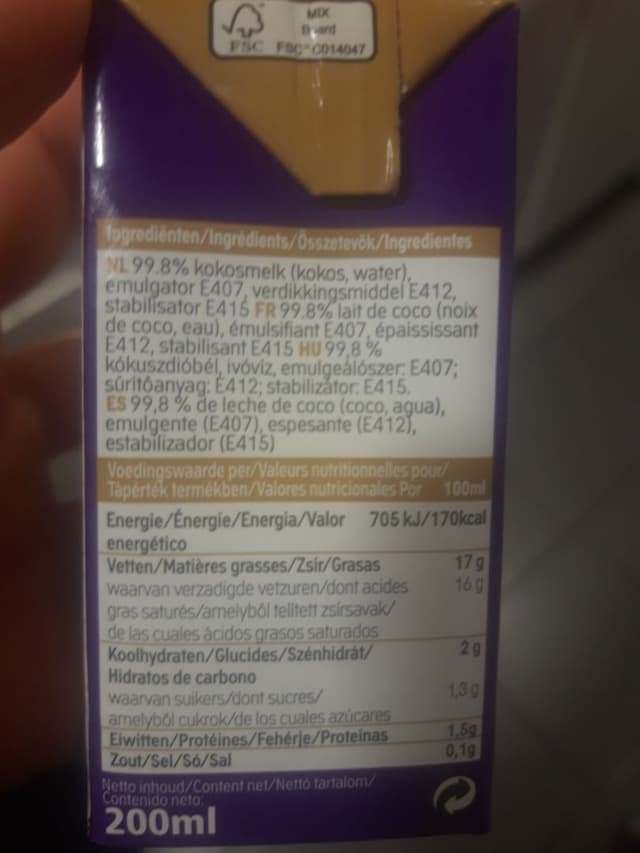 MIX
Board
FSC FSC® C014047
Ingrediënten/Ingrédients/Összetevők/Ingredientes
NL 99.8% kokosmelk (kokos, water),
emulgator E407, verdikkingsmiddel E412,
stabilisator E415 FR 99.8% lait de coco (noix
de coco, eau), émulsifiant E407, épaississant
E412, stabilisant E415 HU 99,8 %
kókuszdióbél, ivóvíz, emulgeálószer: E407;
sűrítőanyag: E412; stabilizátor: E415.
ES 99,8 % de leche de coco (coco, agua),
emulgente (E407), espesante (E412),
estabilizador (E415)
Voedingswaarde per/Valeurs nutritionnelles pour/
Tápérték termékben/Valores nutricionales Por 100ml
Energie/Énergie/Energia/Valor 705 kJ/170kcal
energético
Vetten/Matières grasses/Zsír/Grasas 17 g
waarvan verzadigde vetzuren/dont acides 16 g
gras saturés/amelyből telített zsírsavak/
de las cuales ácidos grasos saturados
Koolhydraten/Glucides/Szénhidrát/ 2 g
Hidratos de carbono
waarvan suikers/dont sucres/ 1,3 g
amelyből cukrok/de los cuales azúcares
Eiwitten/Protéines/Fehérje/Proteinas 1,5g
Zout/Sel/Só/Sal 0,1g
Netto inhoud/Content net/Nettó tartalom/
Contenido neto:
200ml